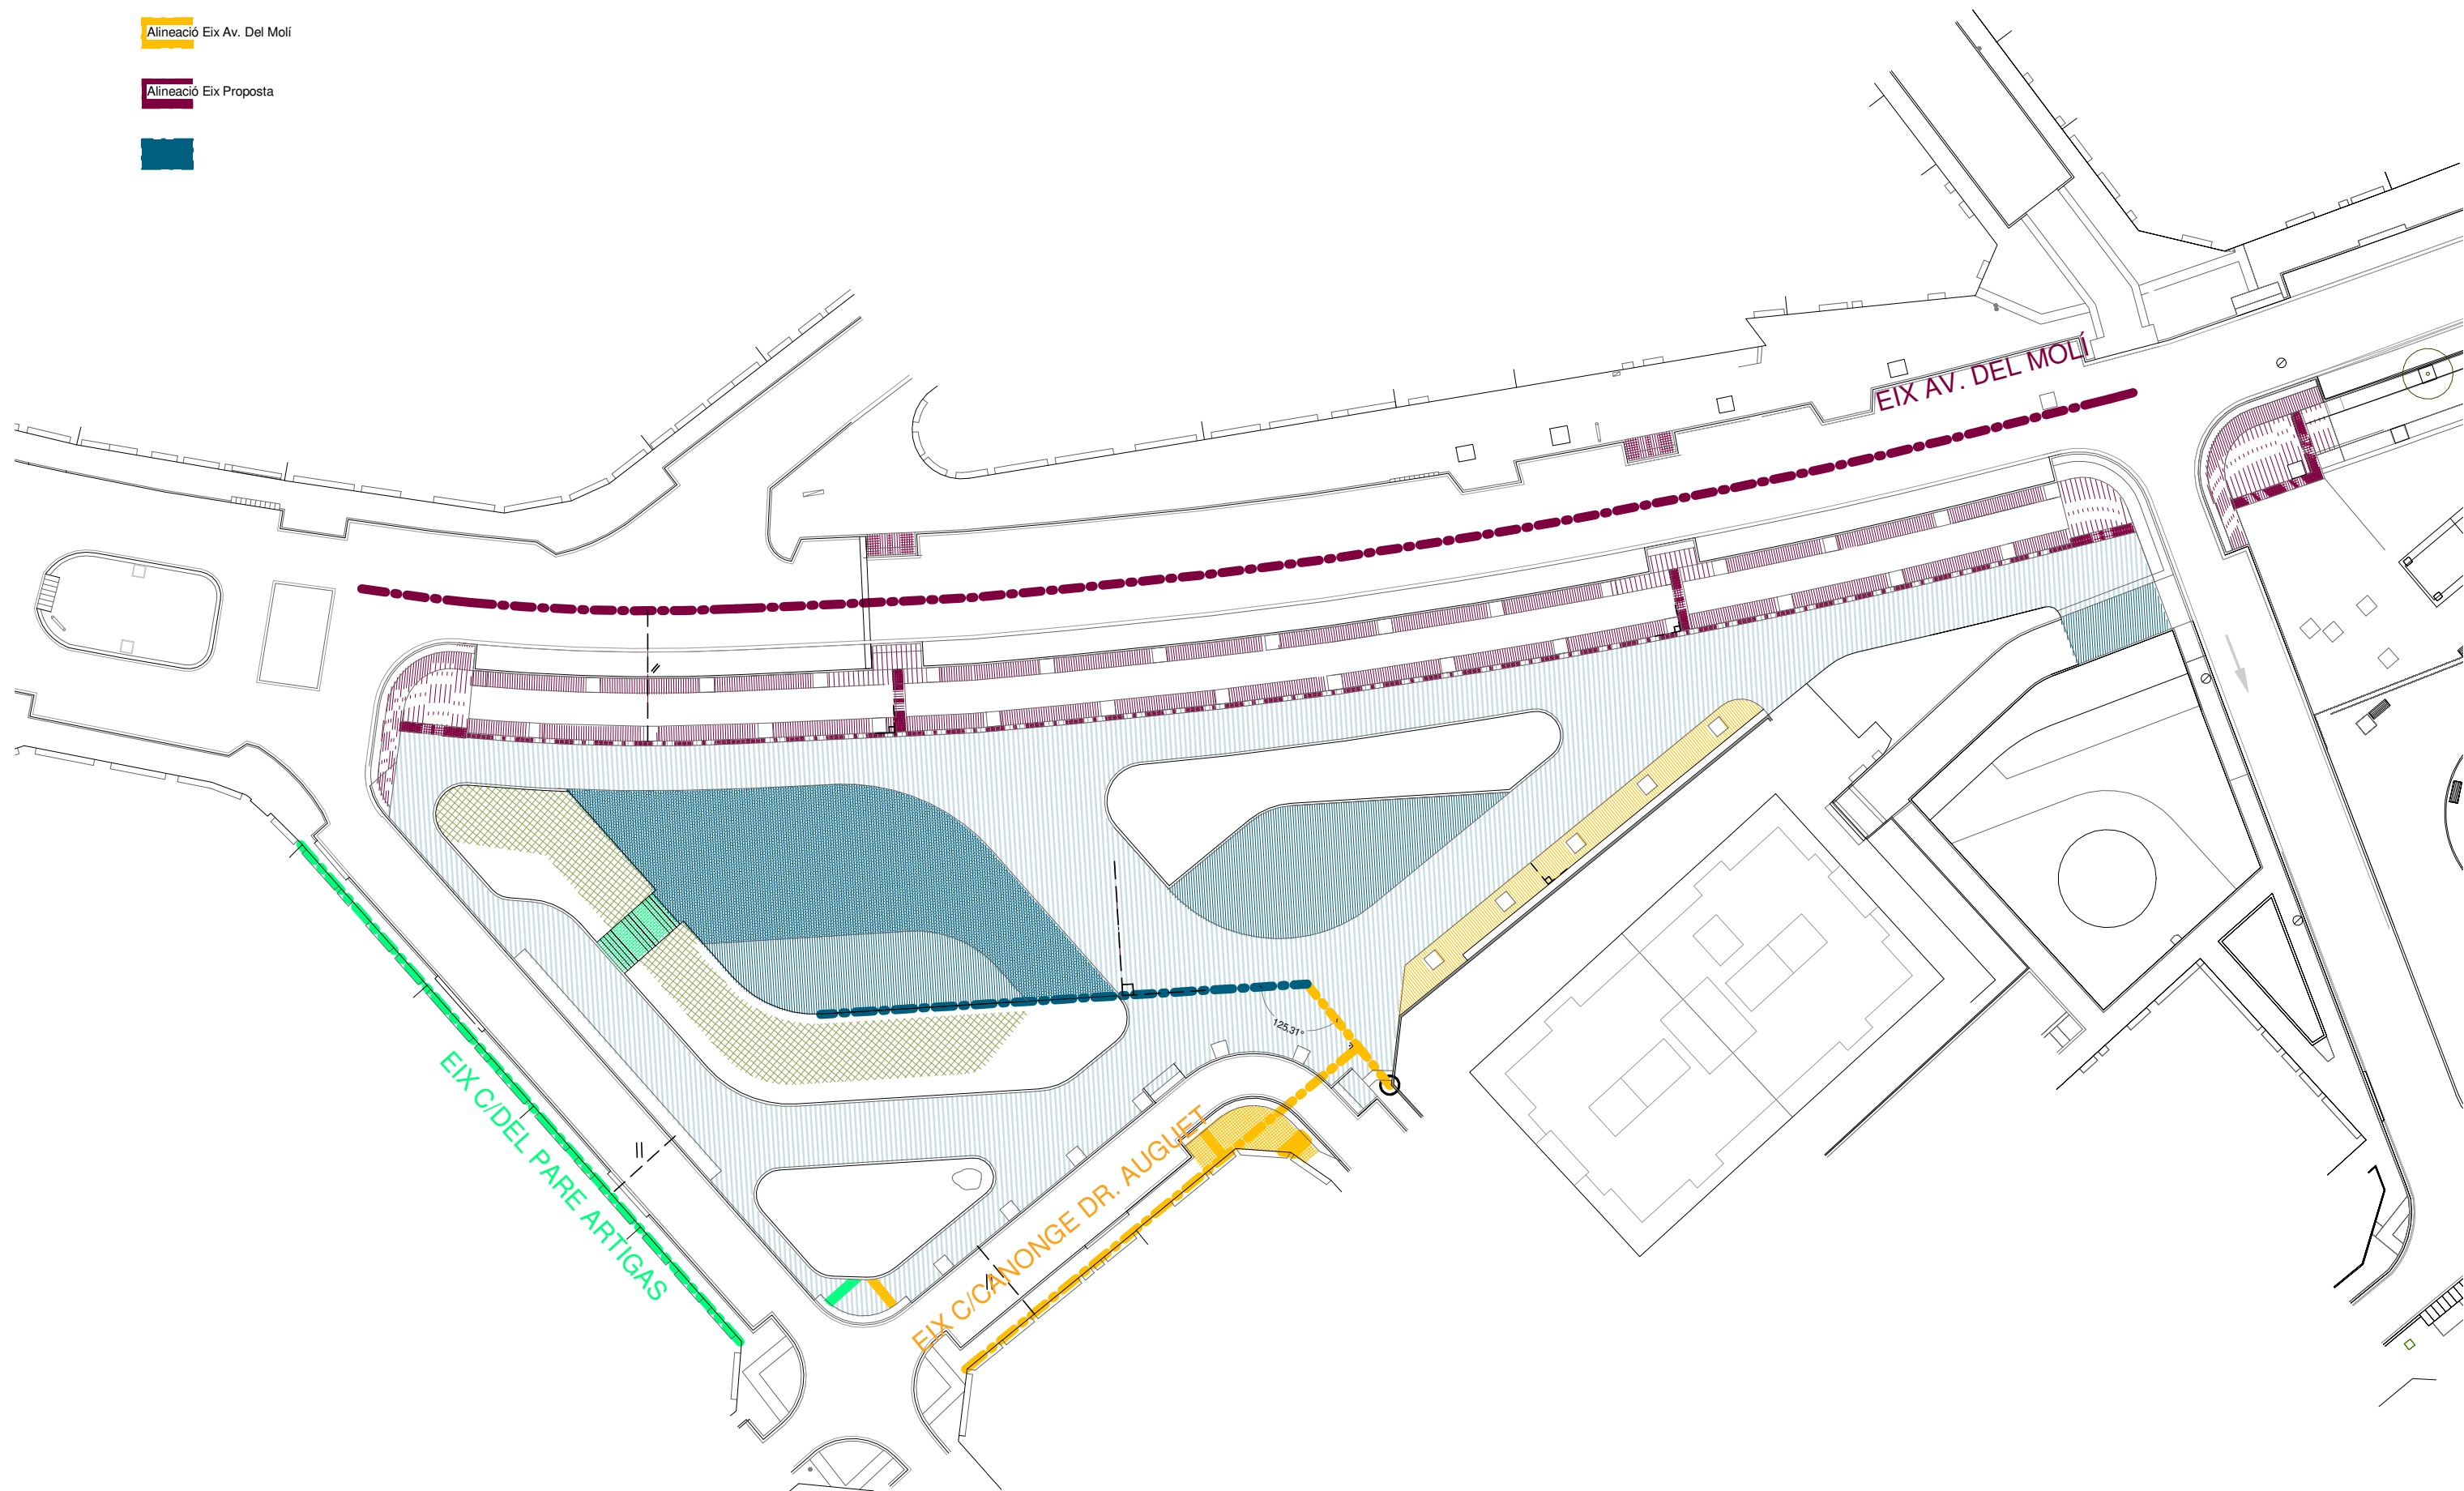 Alineació Eix Av. Del Molí
Alineació Eix Proposta
EIX AV. DEL MOLÍ
125.31°
EIX C/DEL PARE ARTIGAS
EIX C/CANONGE DR. AUGUET